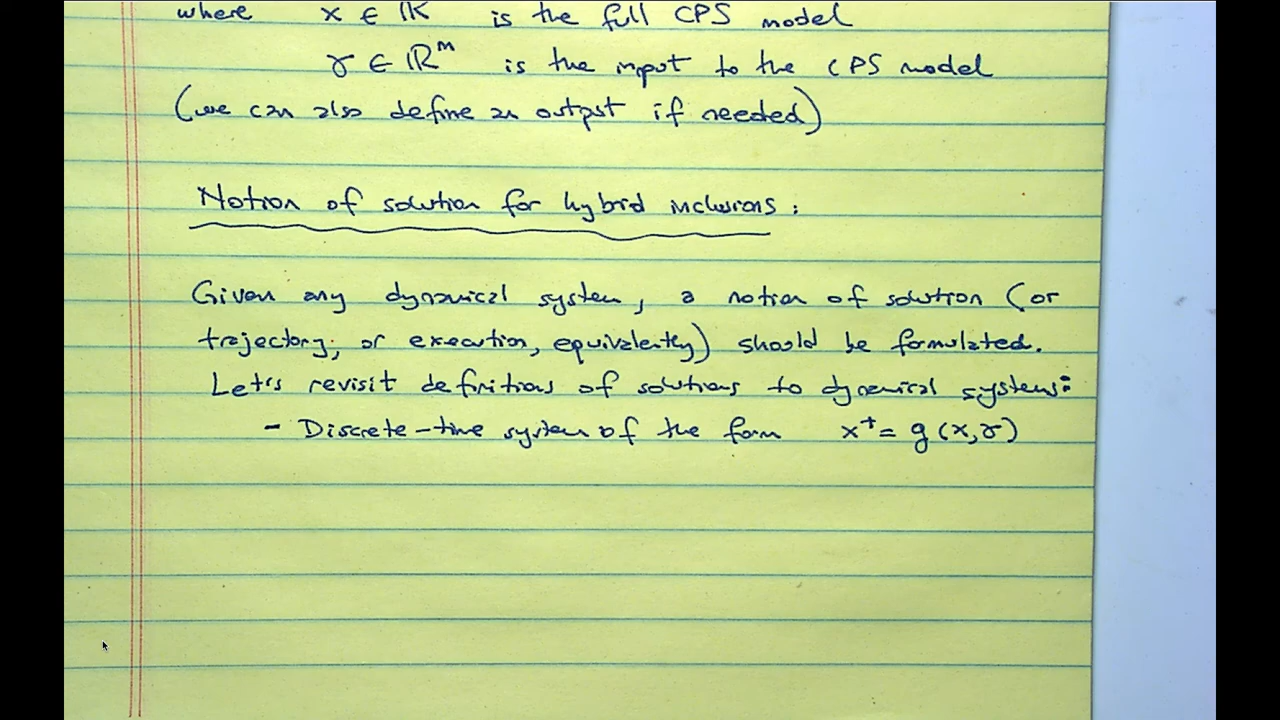 where x ∈ ℝ is the full CPS model
γ ∈ ℝᵐ is the input to the CPS model
(we can also define an output if needed)
Notion of solution for hybrid inclusions:
Given any dynamical system, a notion of solution (or
trajectory, or execution, equivalently) should be formulated.
Let's revisit definitions of solutions to dynamical systems:
- Discrete-time system of the form x⁺ = g(x,γ)